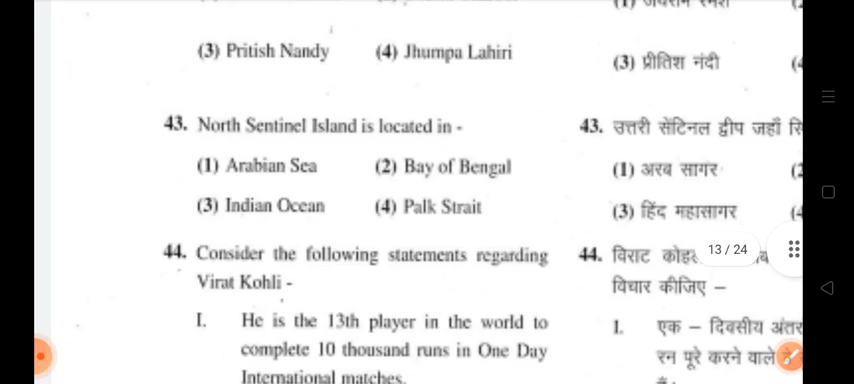 (3) Pritish Nandy (4) Jhumpa Lahiri
43. North Sentinel Island is located in -
(1) Arabian Sea (2) Bay of Bengal
(3) Indian Ocean (4) Palk Strait
44. Consider the following statements regarding
Virat Kohli -
I. He is the 13th player in the world to
complete 10 thousand runs in One Day
International matches.
(3) प्रीतिश नंदी
43. उत्तरी सेंटिनल द्वीप जहाँ
(1) अरब सागर
(3) हिंद महासागर
44. विराट
विचार कीजिए –
I. एक – दिवसीय
रन पूरे करने वाले
13 / 24